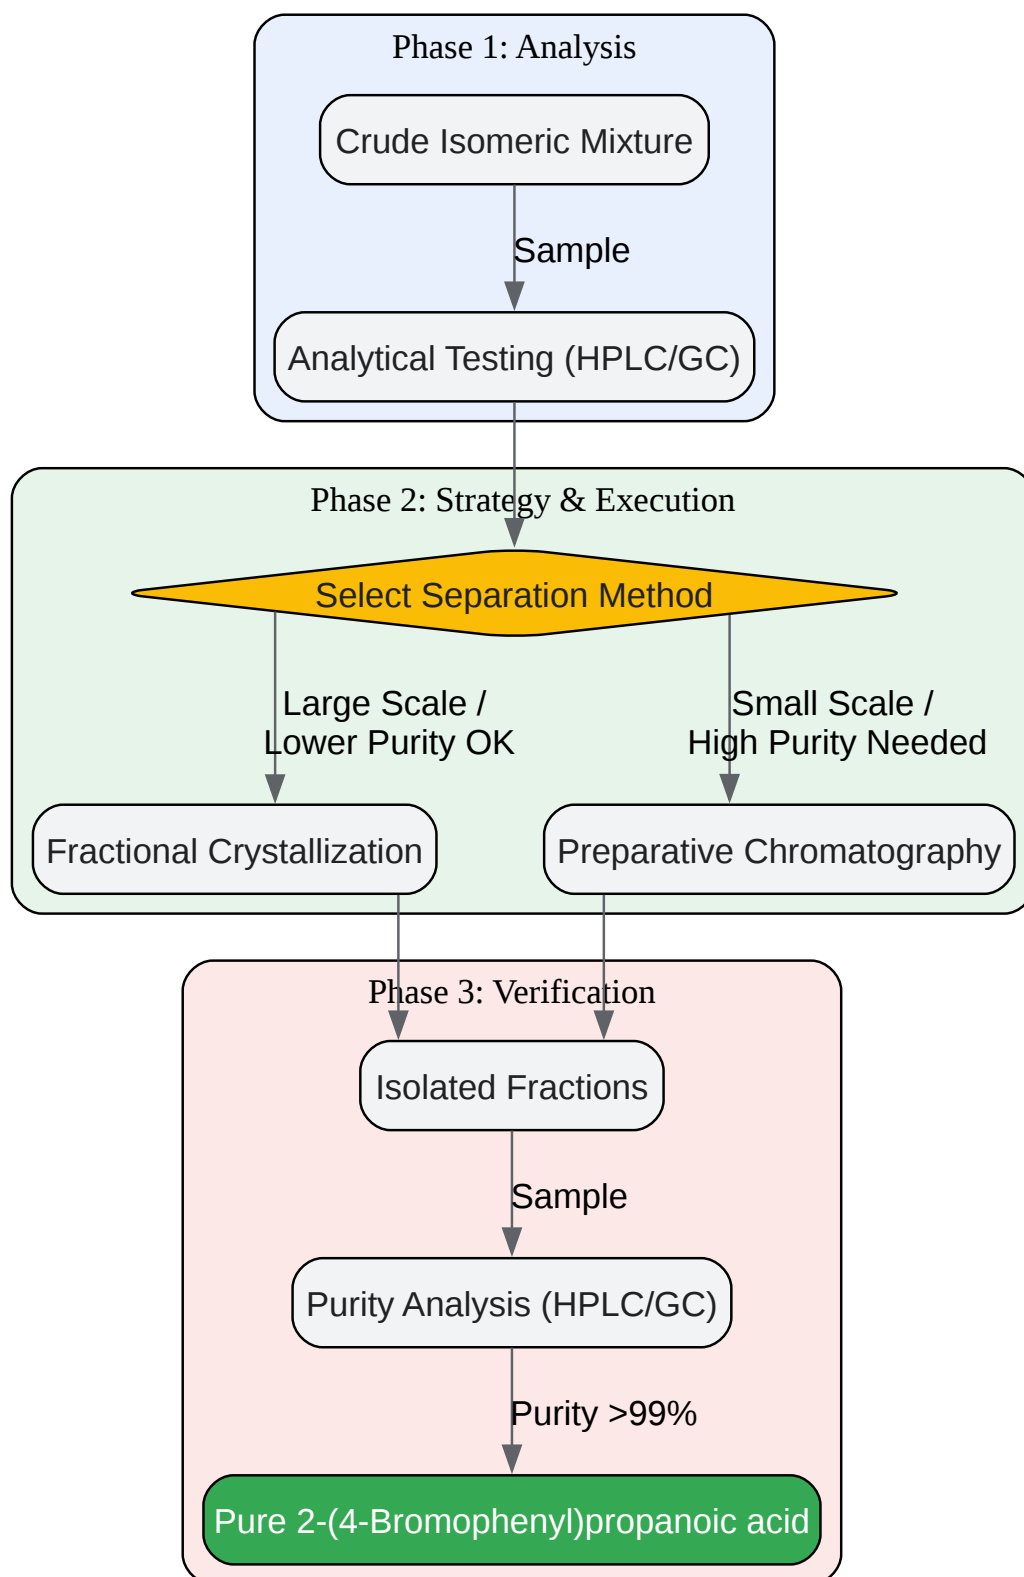 Phase 1: Analysis
Crude Isomeric Mixture
Sample
Analytical Testing (HPLC/GC)
Phase 2: Strategy & Execution
Select Separation Method
Large Scale /
Lower Purity OK
Small Scale /
High Purity Needed
Fractional Crystallization
Preparative Chromatography
Phase 3: Verification
Isolated Fractions
Sample
Purity Analysis (HPLC/GC)
Purity >99%
Pure 2-(4-Bromophenyl)propanoic acid